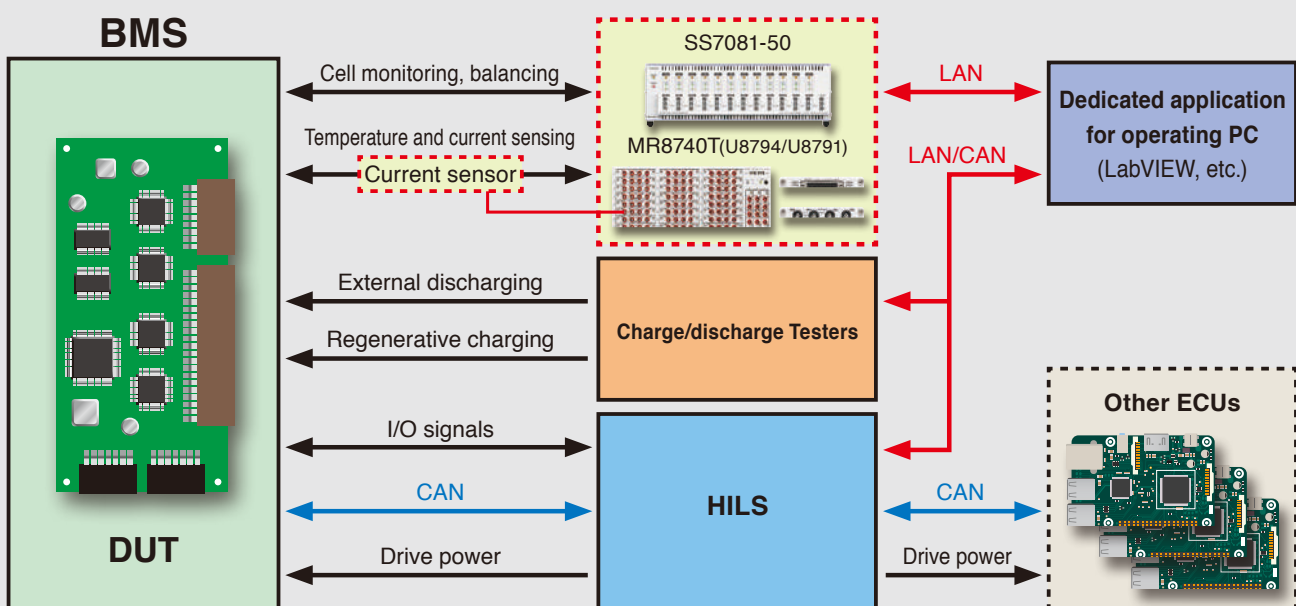 BMS
SS7081-50
Cell monitoring, balancing
LAN
Dedicated application
for operating PC
(LabVIEW, etc.)
Temperature and current sensing
MR8740T(U8794/U8791)
LAN/CAN
Current sensor
External discharging
Charge/discharge Testers
Regenerative charging
Other ECUs
I/O signals
CAN
HILS
CAN
DUT
Drive power
Drive power